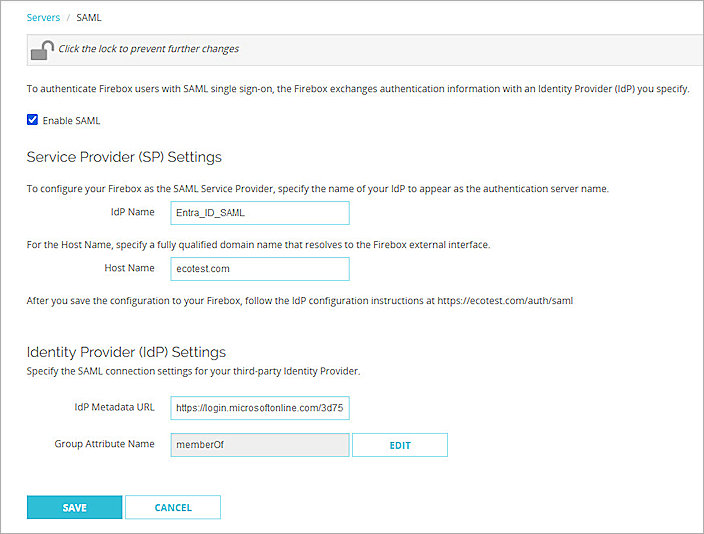 Servers / SAML
Click the lock to prevent further changes
To authenticate Firebox users with SAML single sign-on, the Firebox exchanges authentication information with an Identity Provider (IdP) you specify.
Enable SAML
Service Provider (SP) Settings
To configure your Firebox as the SAML Service Provider, specify the name of your IdP to appear as the authentication server name.
IdP Name Entra_ID_SAML
For the Host Name, specify a fully qualified domain name that resolves to the Firebox external interface.
Host Name ecotest.com
After you save the configuration to your Firebox, follow the IdP configuration instructions at https://ecotest.com/auth/saml
Identity Provider (IdP) Settings
Specify the SAML connection settings for your third-party Identity Provider.
IdP Metadata URL https://login.microsoftonline.com/3d75
Group Attribute Name memberOf EDIT
SAVE CANCEL